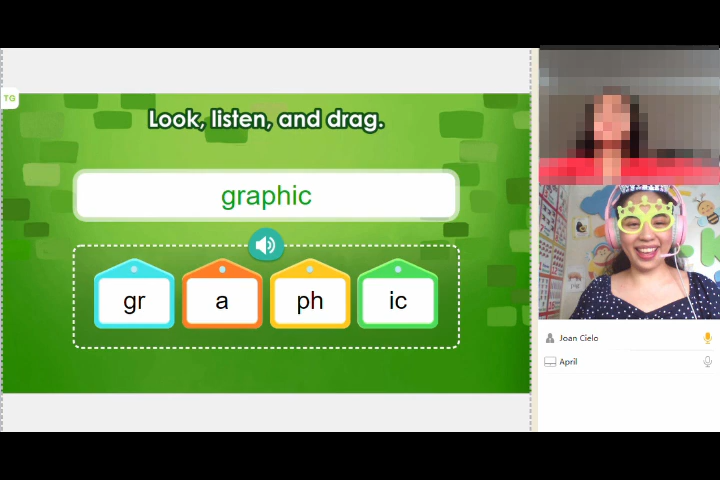 TG
Look, listen, and drag.
graphic
gr a ph ic
Joan Cielo
April